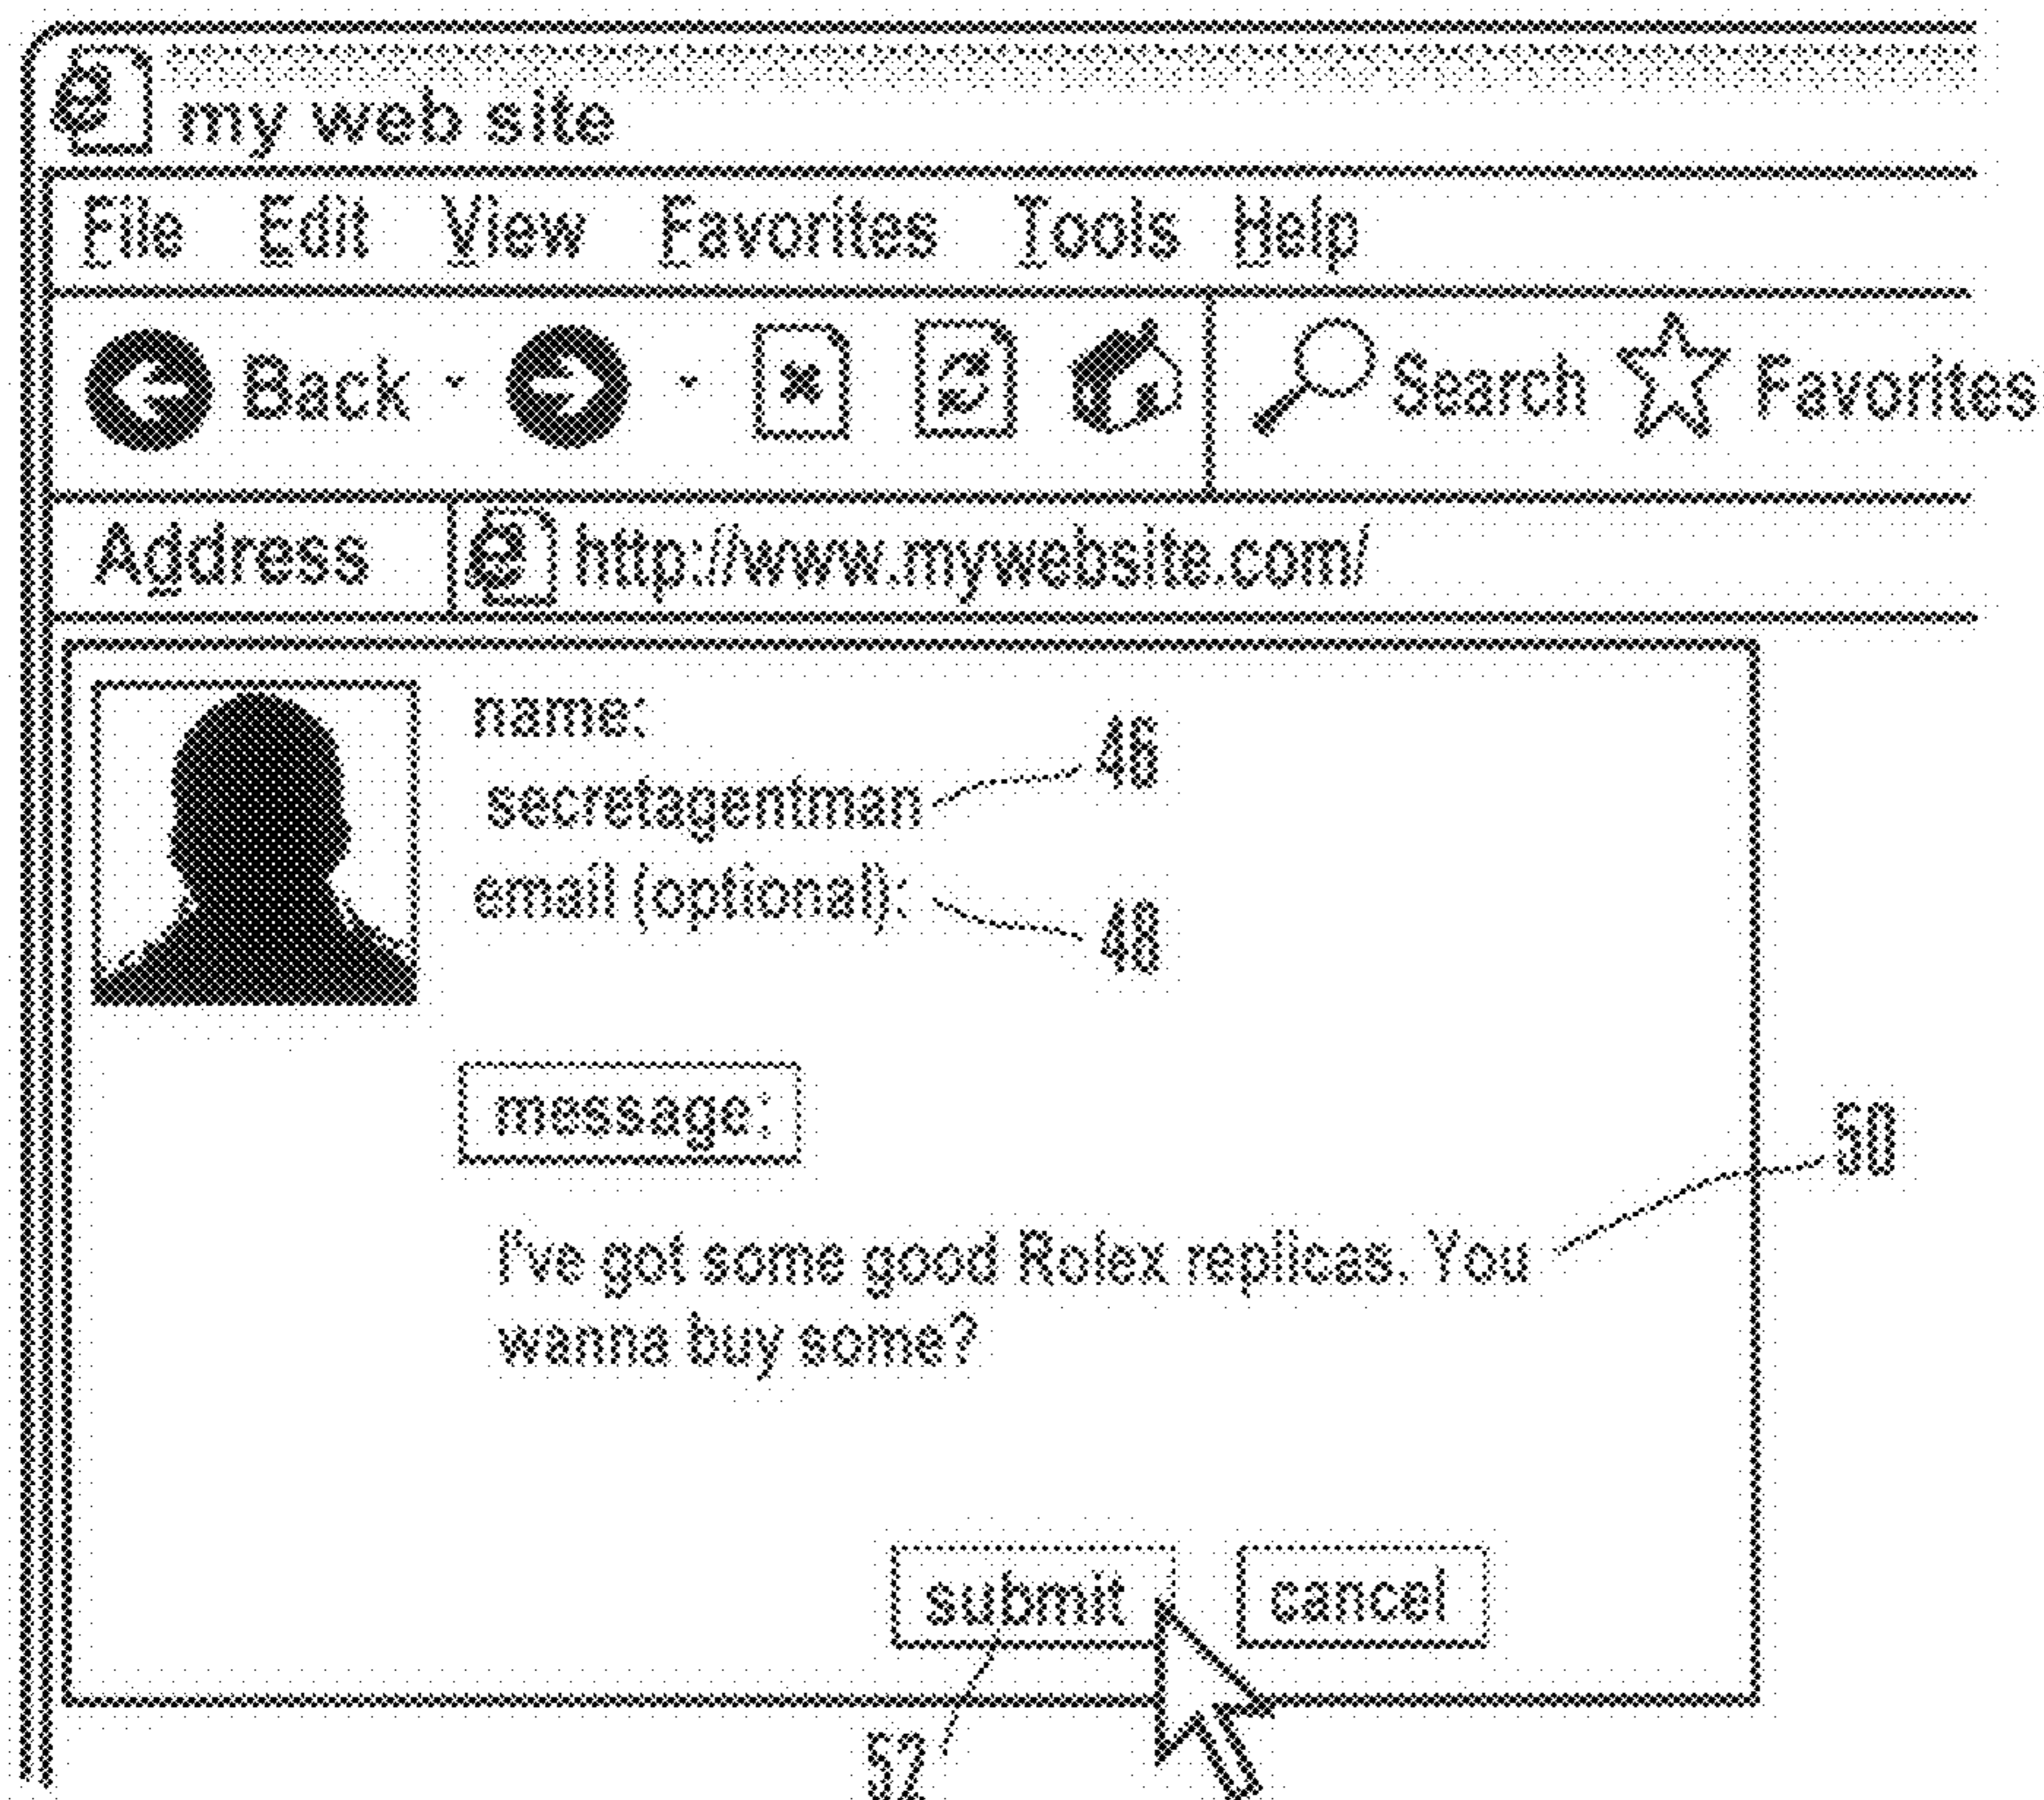 my web site
File Edit View Favorites Tools Help
Back Search Favorites
Address http://www.mywebsite.com/
name:
46
secretagentman
email (optional):
48
message:
50
I've got some good Rolex replicas. You
wanna buy some?
submit cancel
52